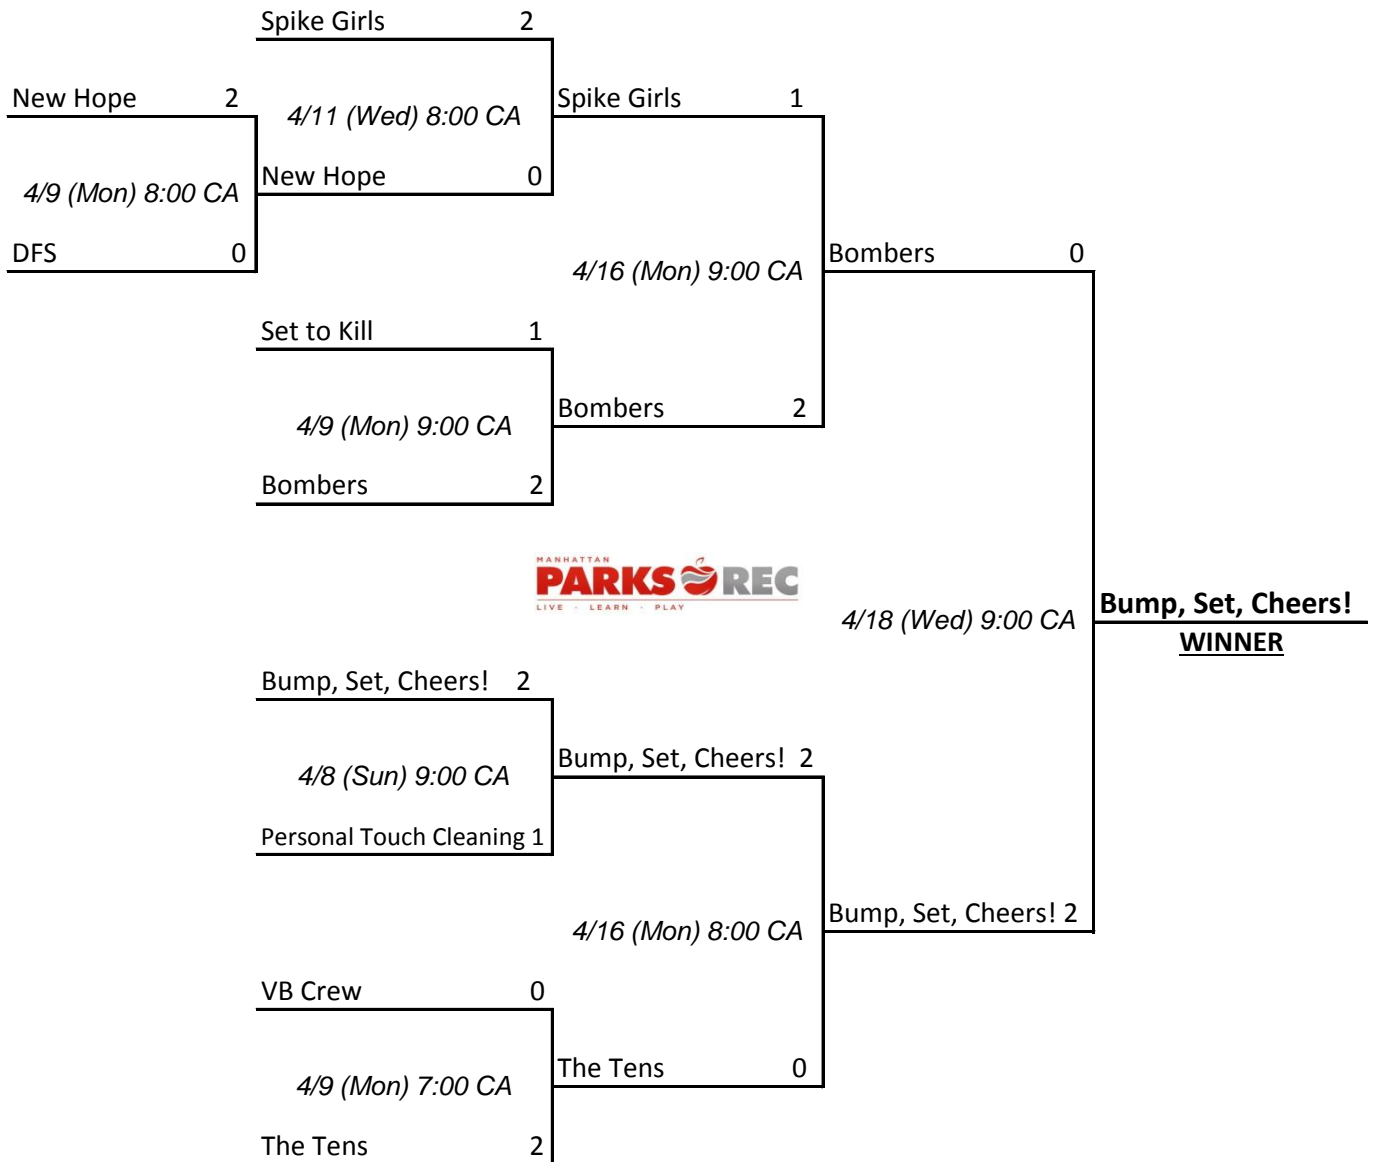 Spike Girls 2
New Hope 2
4/11 (Wed) 8:00 CA
Spike Girls 1
4/9 (Mon) 8:00 CA
New Hope 0
DFS 0
4/16 (Mon) 9:00 CA
Bombers 0
Set to Kill 1
4/9 (Mon) 9:00 CA
Bombers 2
Bombers 2
MANHATTAN
PARKS REC
LIVE - LEARN - PLAY
4/18 (Wed) 9:00 CA
Bump, Set, Cheers!
WINNER
Bump, Set, Cheers! 2
4/8 (Sun) 9:00 CA
Bump, Set, Cheers! 2
Personal Touch Cleaning 1
4/16 (Mon) 8:00 CA
Bump, Set, Cheers! 2
VB Crew 0
4/9 (Mon) 7:00 CA
The Tens 0
The Tens 2